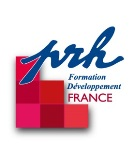 prh
Formation
Développement
FRANCE